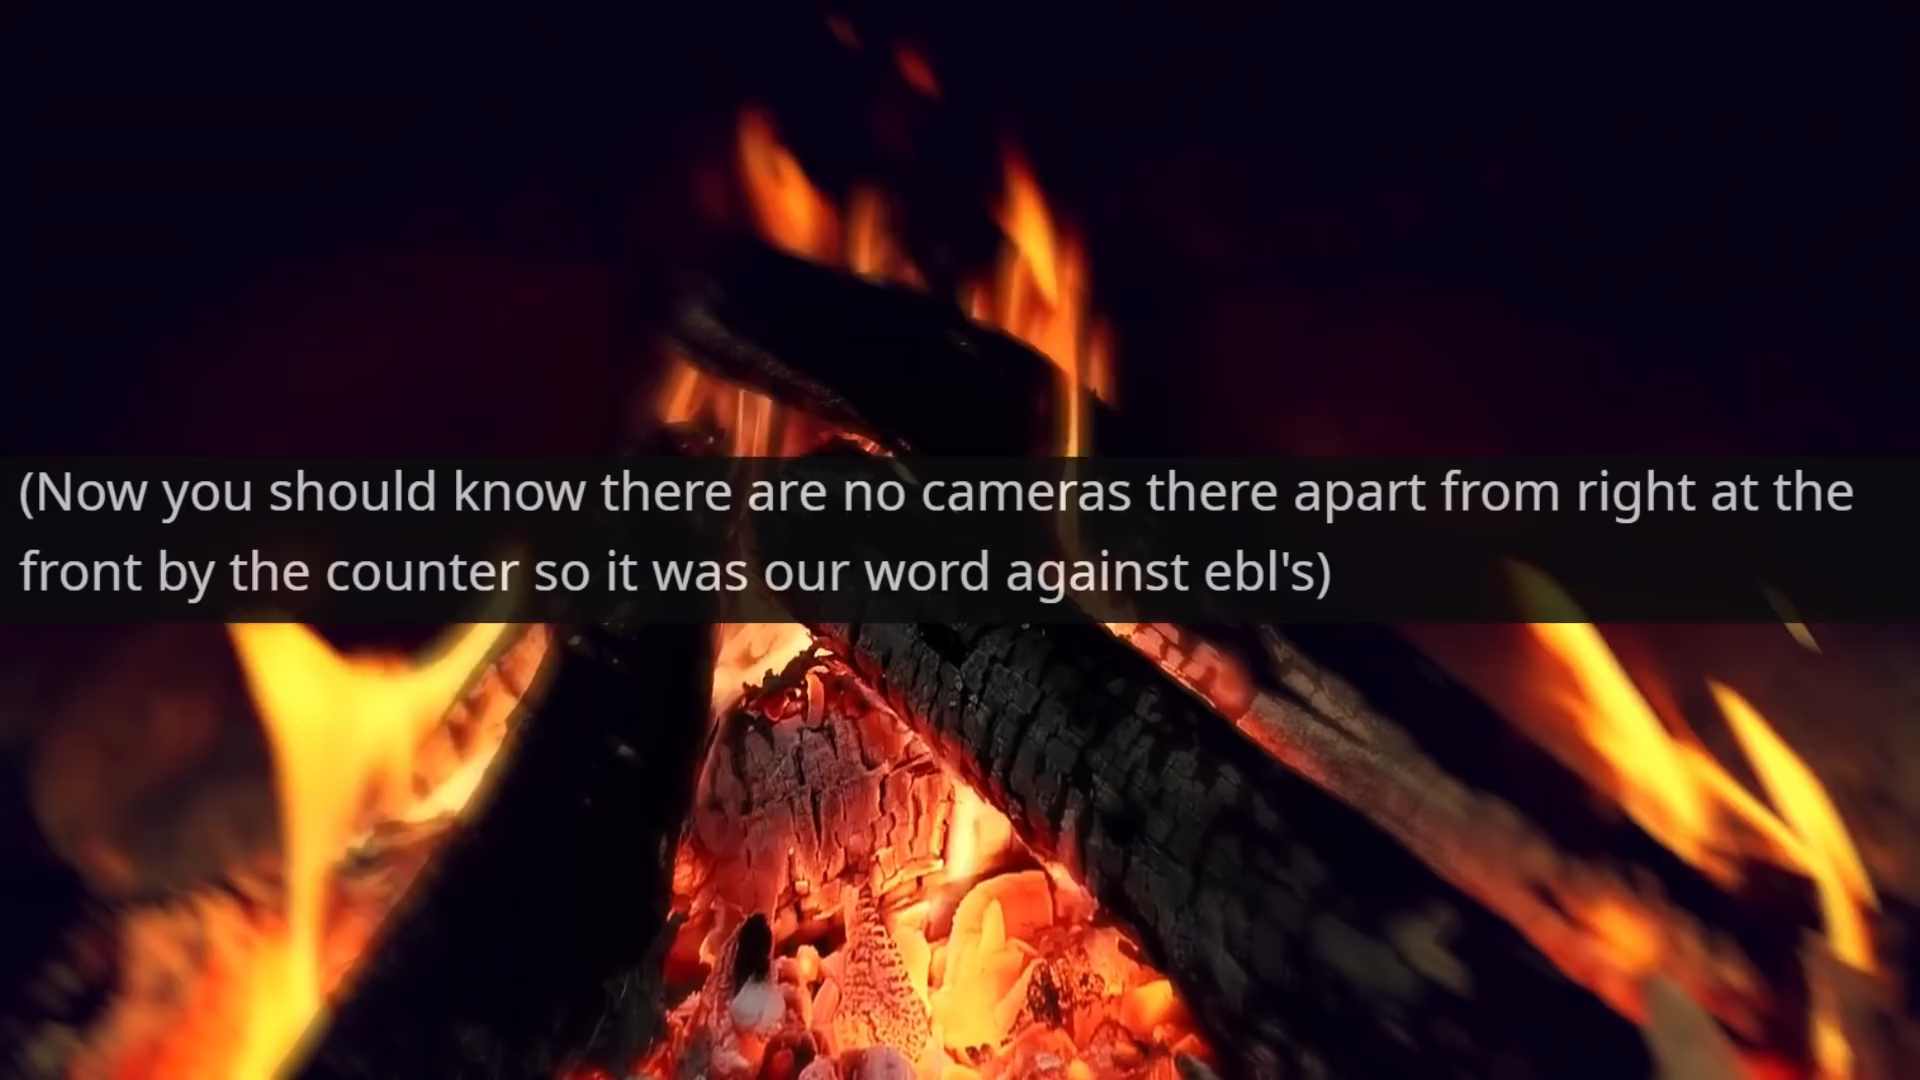 (Now you should know there are no cameras there apart from right at the
front by the counter so it was our word against ebl's)